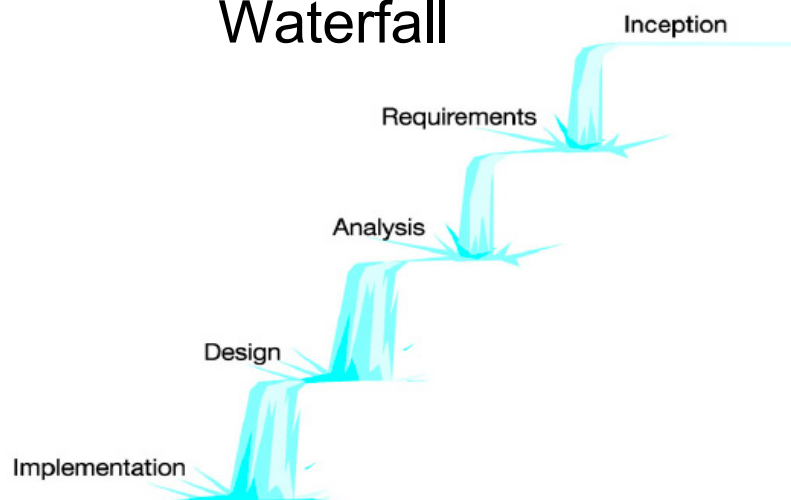 Waterfall
Inception
Requirements
Analysis
Design
Implementation